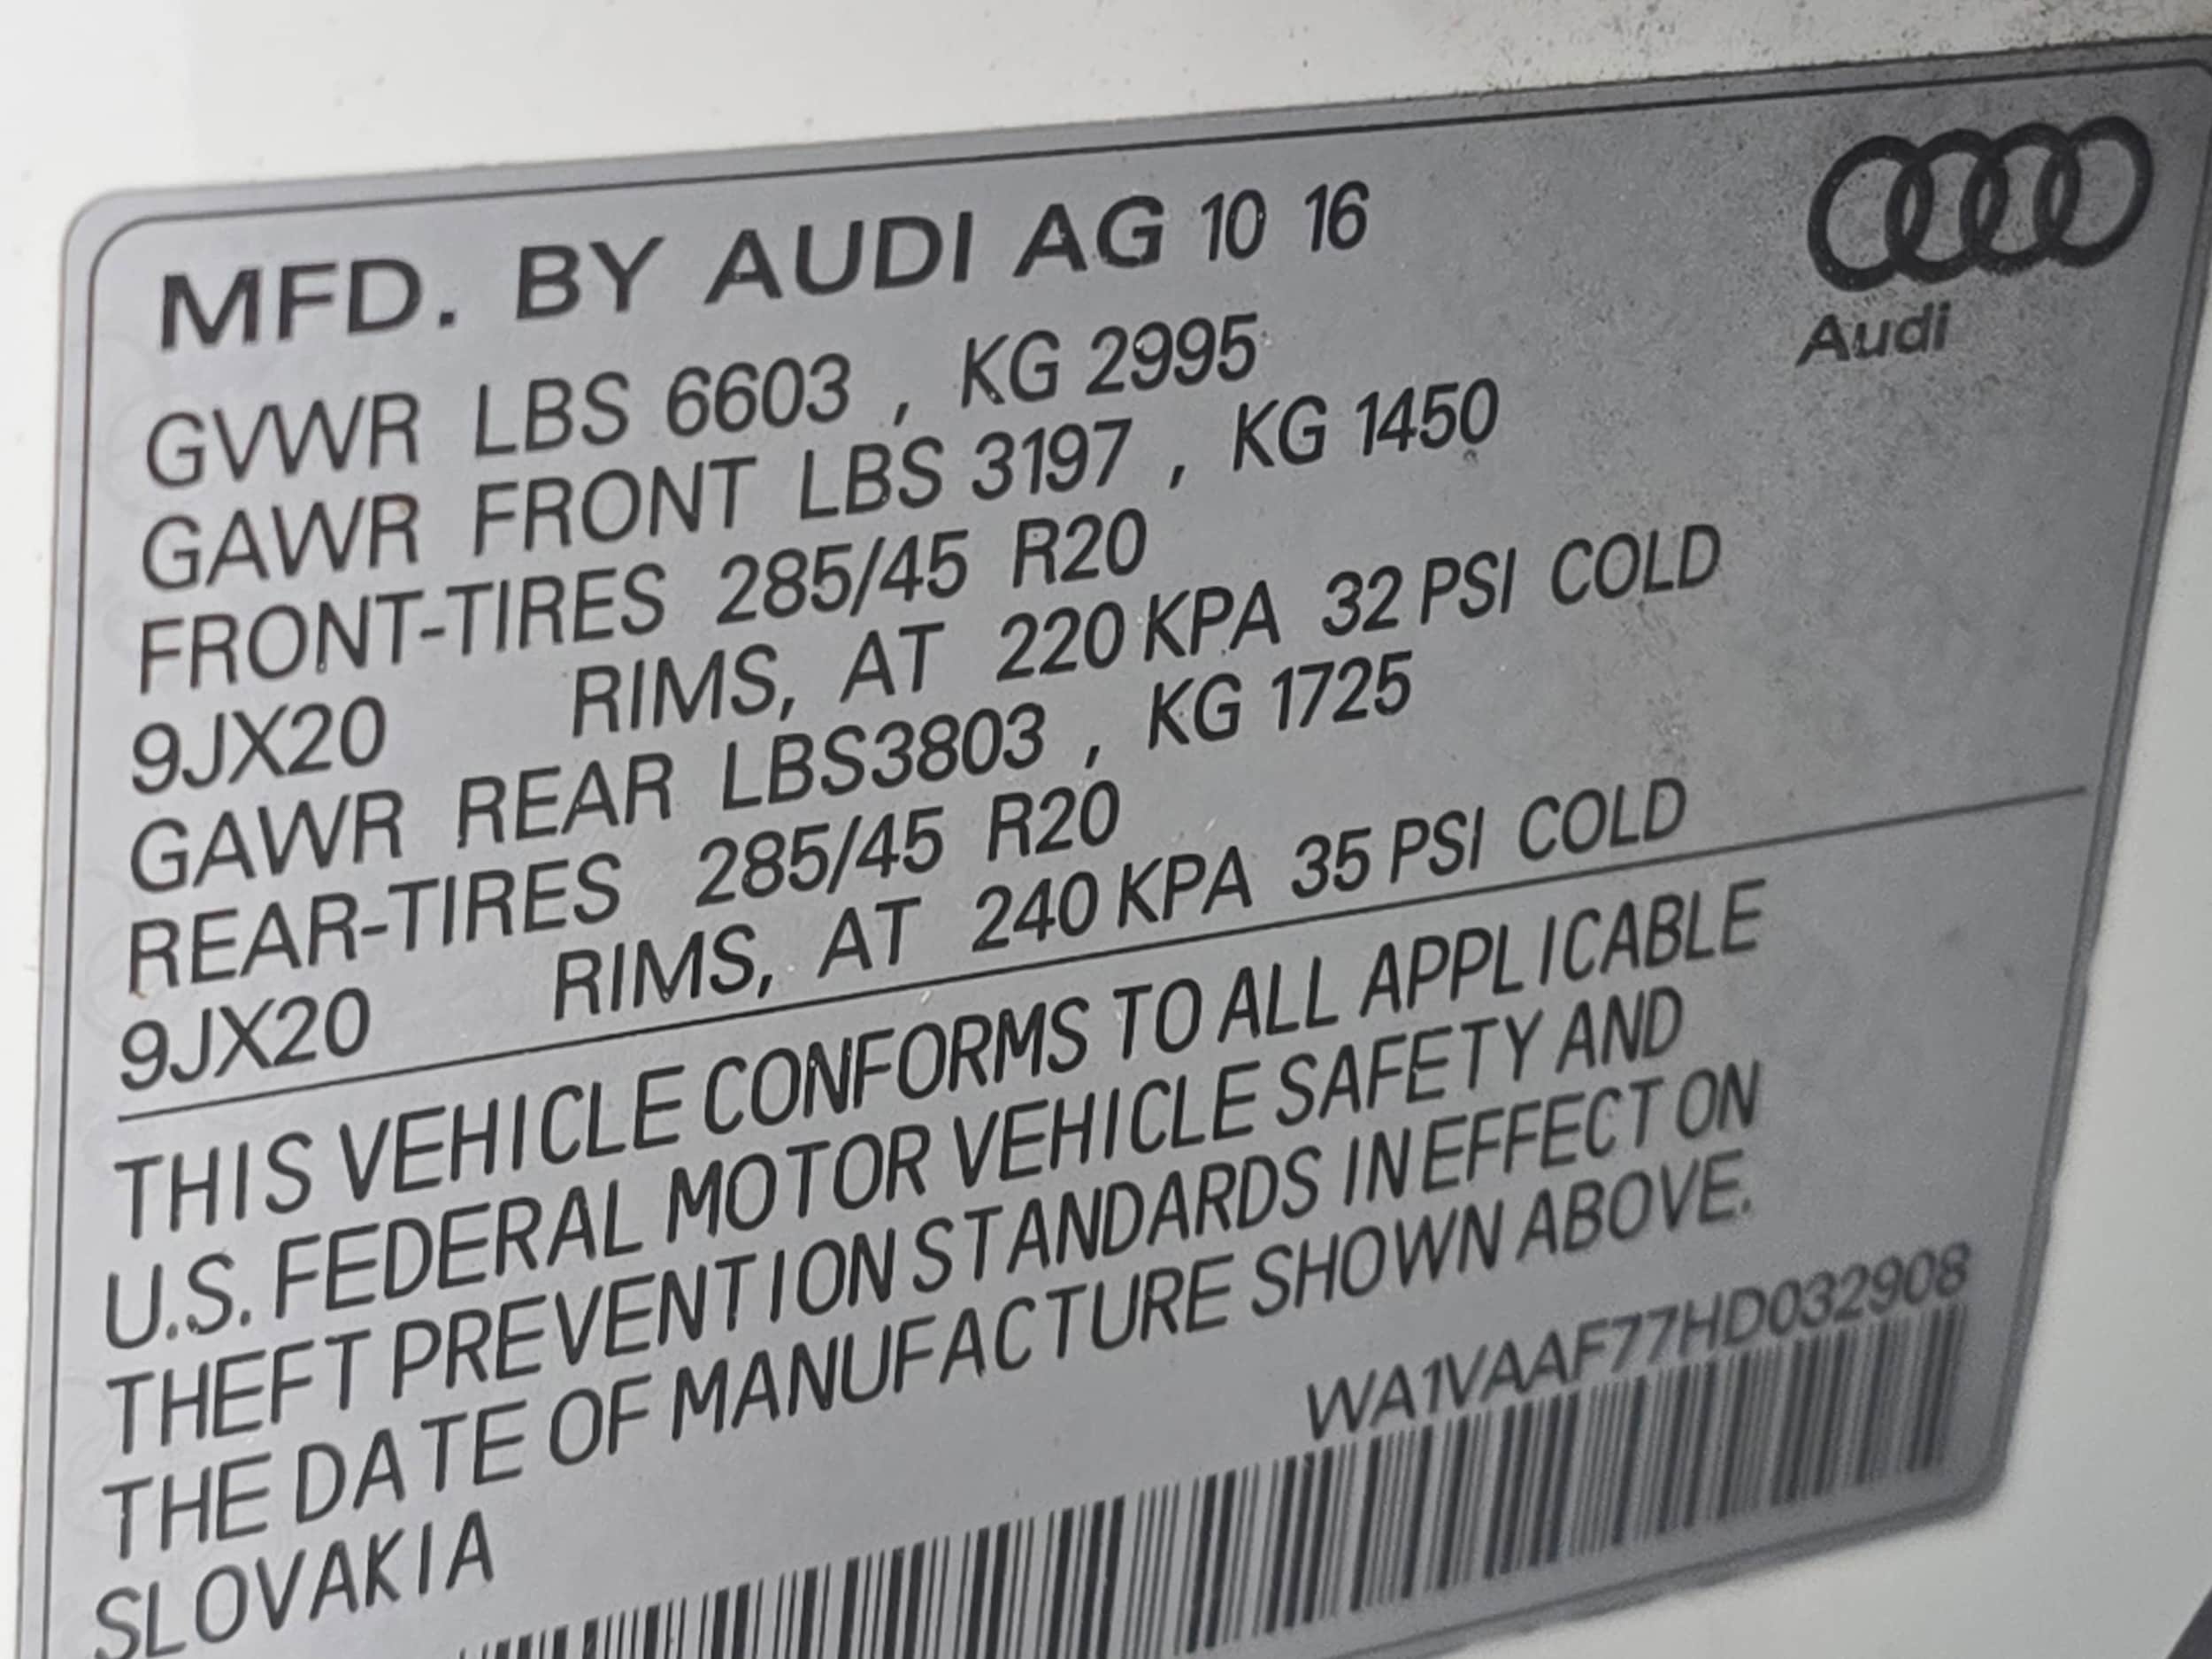 MFD. BY AUDI AG 10 16
Audi
GVWR LBS 6603 , KG 2995
GAWR FRONT LBS 3197 , KG 1450
FRONT-TIRES 285/45 R20
9JX20 RIMS, AT 220 KPA 32 PSI COLD
GAWR REAR LBS3803 , KG 1725
REAR-TIRES 285/45 R20
9JX20 RIMS, AT 240 KPA 35 PSI COLD
THIS VEHICLE CONFORMS TO ALL APPLICABLE
U.S. FEDERAL MOTOR VEHICLE SAFETY AND
THEFT PREVENTION STANDARDS IN EFFECT ON
THE DATE OF MANUFACTURE SHOWN ABOVE.
WA1VAAF77HD032908
SLOVAKIA